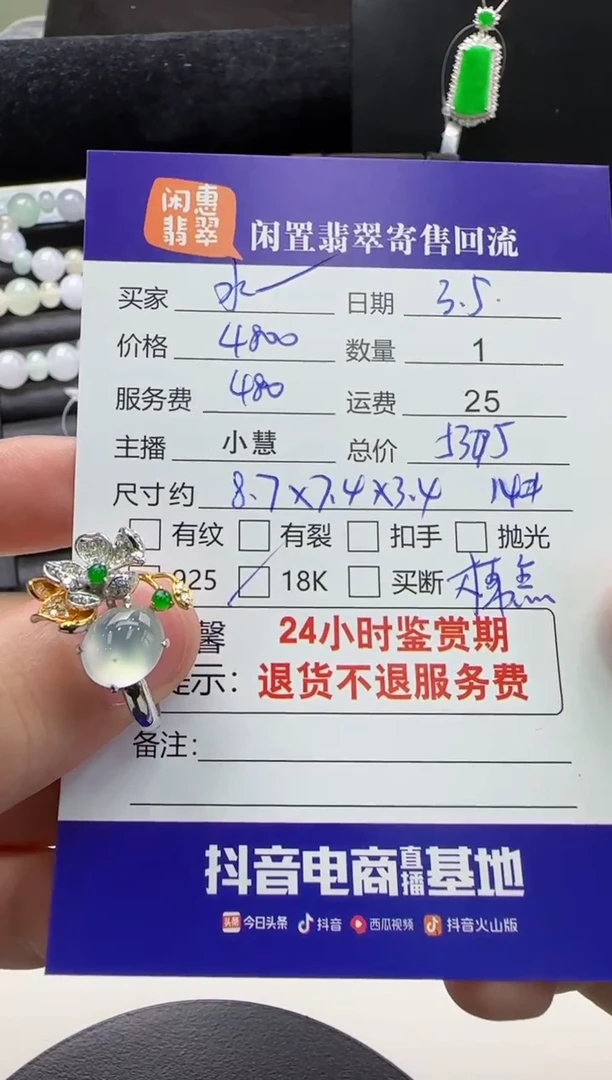 闲惠
翡翠
闲置翡翠寄售回流
买家 水 日期 3.5.
价格 4800 数量 1
服务费 480 运费 25
主播 小慧 总价 5305
尺寸约 8.7×7.4×3.4 14#
有纹 有裂 扣手 抛光
925 18K 买断
馨 24小时鉴赏期
提示：退货不退服务费
备注：
抖音电商直播基地
头条 今日头条 抖音 西瓜视频 抖音火山版